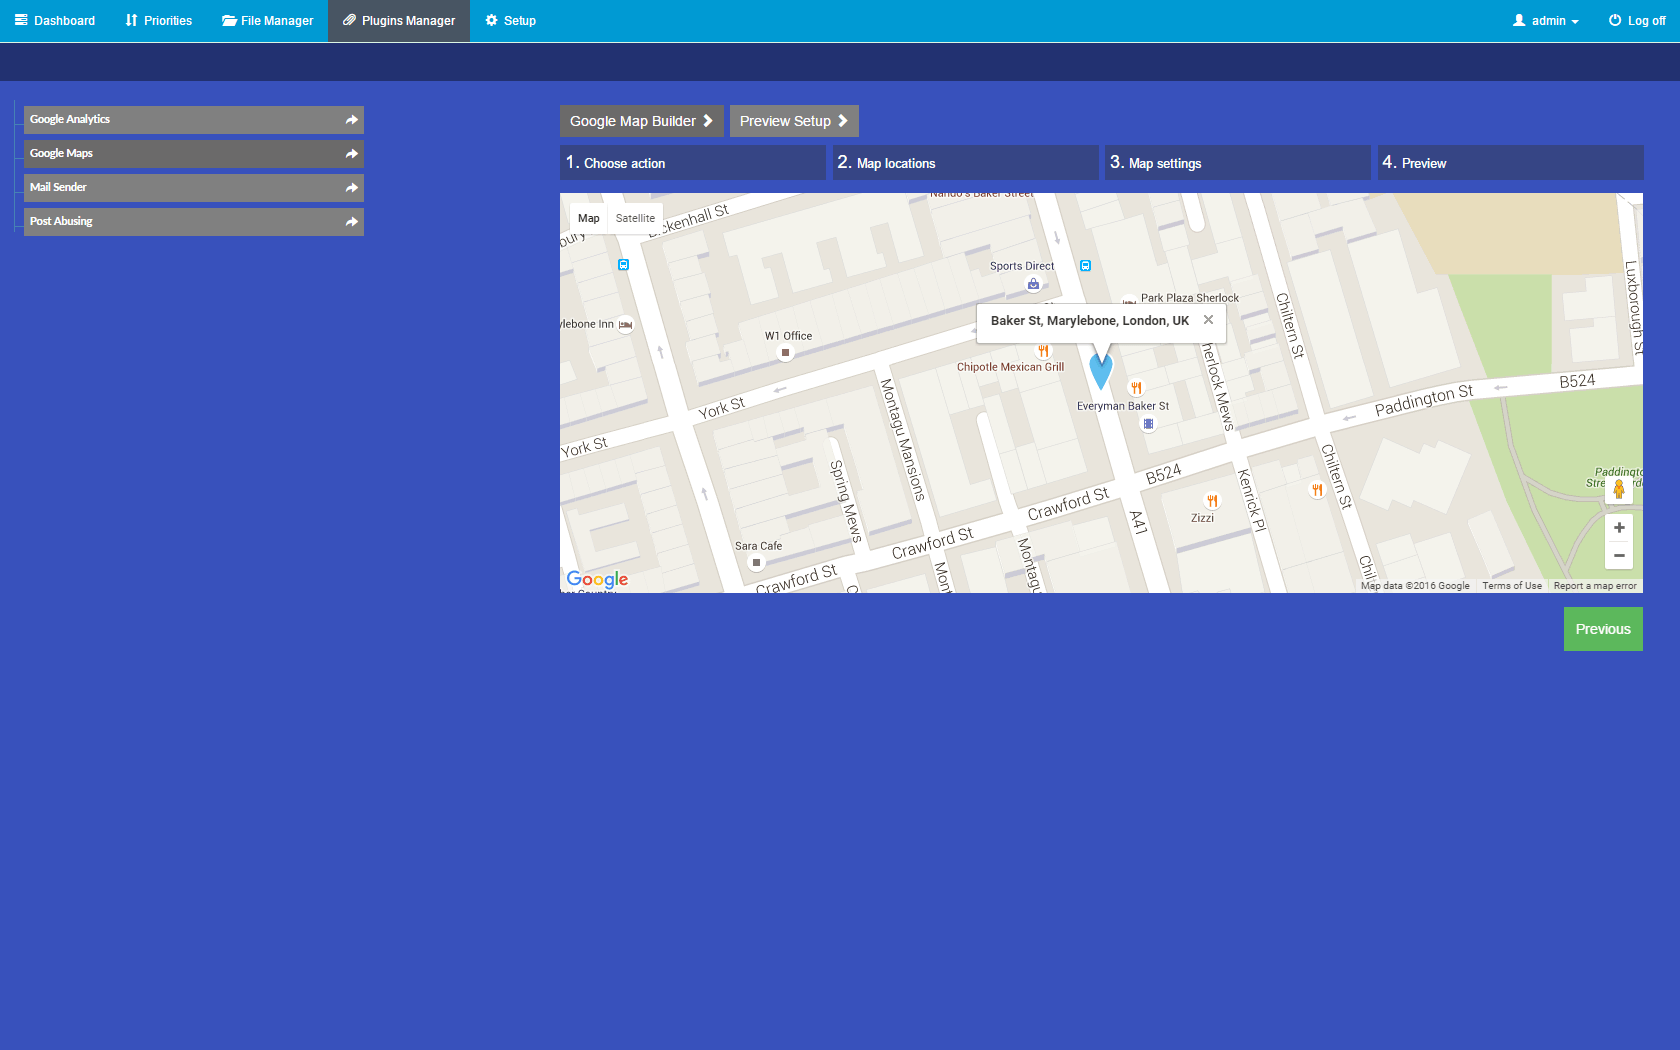 Dashboard
Priorities
File Manager
Plugins Manager
Setup
admin
Log off
Google Analytics
Google Maps
Mail Sender
Post Abusing
Google Map Builder
Preview Setup
1. Choose action
2. Map locations
3. Map settings
4. Preview
Map
Satellite
Nando's Baker Street
Bickenhall St
Sports Direct
Park Plaza Sherlock
Luxborough St
Chiltern St
Baker St, Marylebone, London, UK
ylebone Inn
W1 Office
Chipotle Mexican Grill
Sherlock Mews
B524
Paddington St
Everyman Baker St
York St
York St
Montagu Mansions
Spring Mews
B524
Chiltern St
Kenrick Pl
Crawford St
A41
Zizzi
Crawford St
Sara Cafe
Crawford St
Mont
Montagu
Chil
Google
Map data ©2016 Google
Terms of Use
Report a map error
Previous